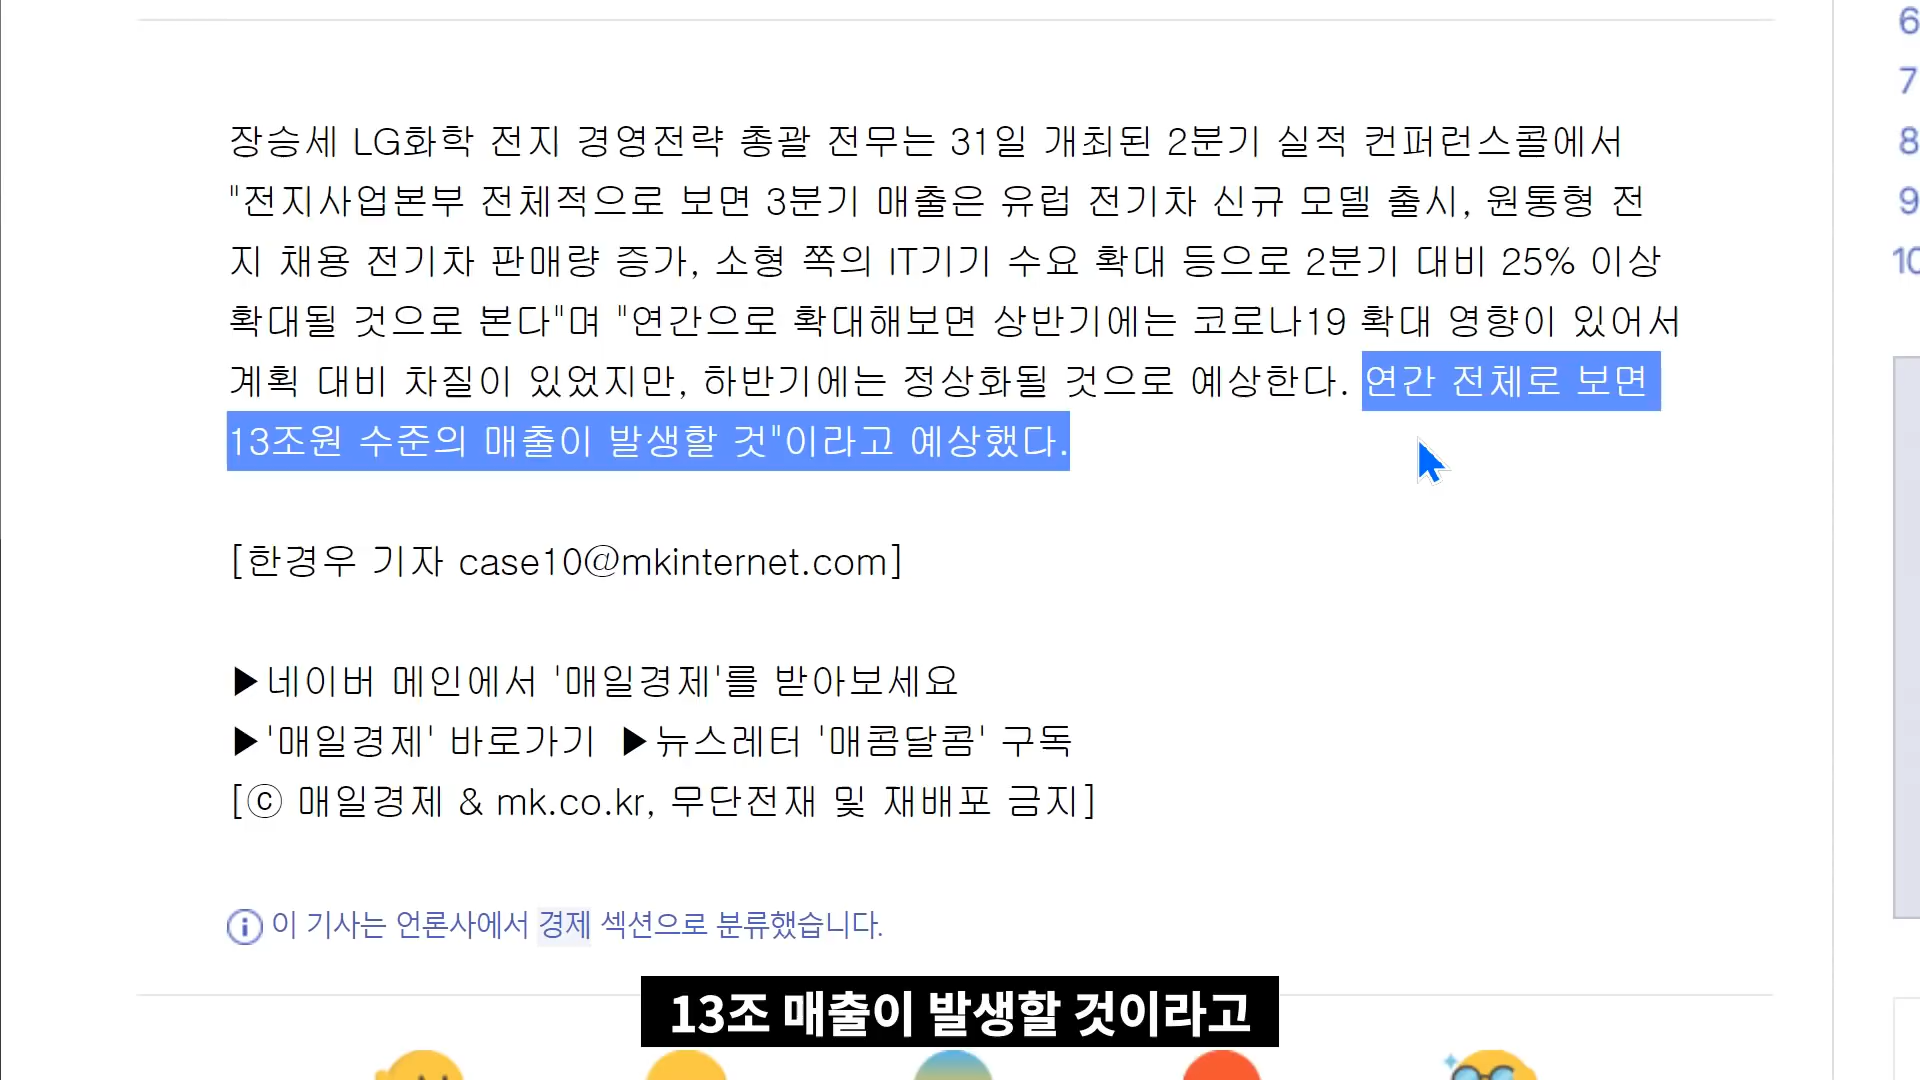 장승세 LG화학 전지 경영전략 총괄 전무는 31일 개최된 2분기 실적 컨퍼런스콜에서
"전지사업본부 전체적으로 보면 3분기 매출은 유럽 전기차 신규 모델 출시, 원통형 전
지 채용 전기차 판매량 증가, 소형 쪽의 IT기기 수요 확대 등으로 2분기 대비 25% 이상
확대될 것으로 본다"며 "연간으로 확대해보면 상반기에는 코로나19 확대 영향이 있어서
계획 대비 차질이 있었지만, 하반기에는 정상화될 것으로 예상한다. 연간 전체로 보면
13조원 수준의 매출이 발생할 것"이라고 예상했다.
[한경우 기자 case10@mkinternet.com]
▶네이버 메인에서 '매일경제'를 받아보세요
▶'매일경제' 바로가기 ▶뉴스레터 '매콤달콤' 구독
[ⓒ 매일경제 & mk.co.kr, 무단전재 및 재배포 금지]
이 기사는 언론사에서 경제 섹션으로 분류했습니다.
13조 매출이 발생할 것이라고
6
7
8
9
10